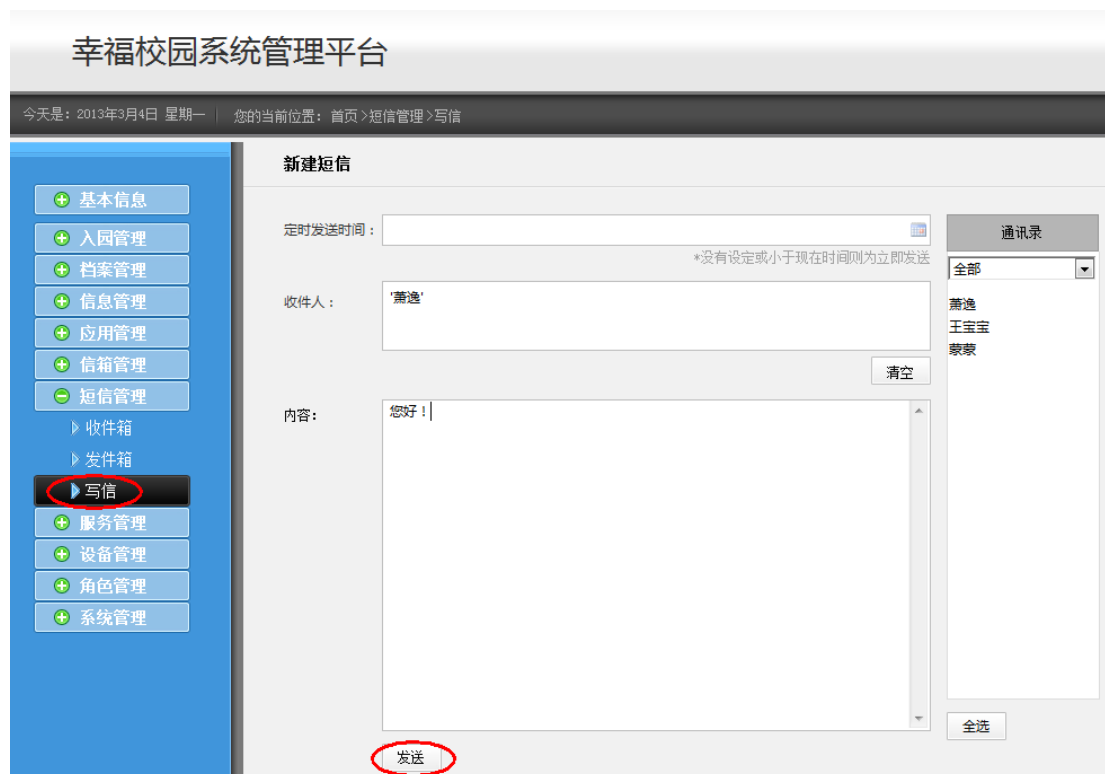 幸福校园系统管理平台
今天是：2013年3月4日 星期一 | 您的当前位置：首页>短信管理>写信
基本信息
入园管理
档案管理
信息管理
应用管理
信箱管理
短信管理
收件箱
发件箱
写信
服务管理
设备管理
角色管理
系统管理
新建短信
定时发送时间：
*没有设定或小于现在时间则为立即发送
收件人：
'萧逸'
清空
内容：
您好！
发送
通讯录
全部
萧逸
王宝宝
蒙蒙
全选